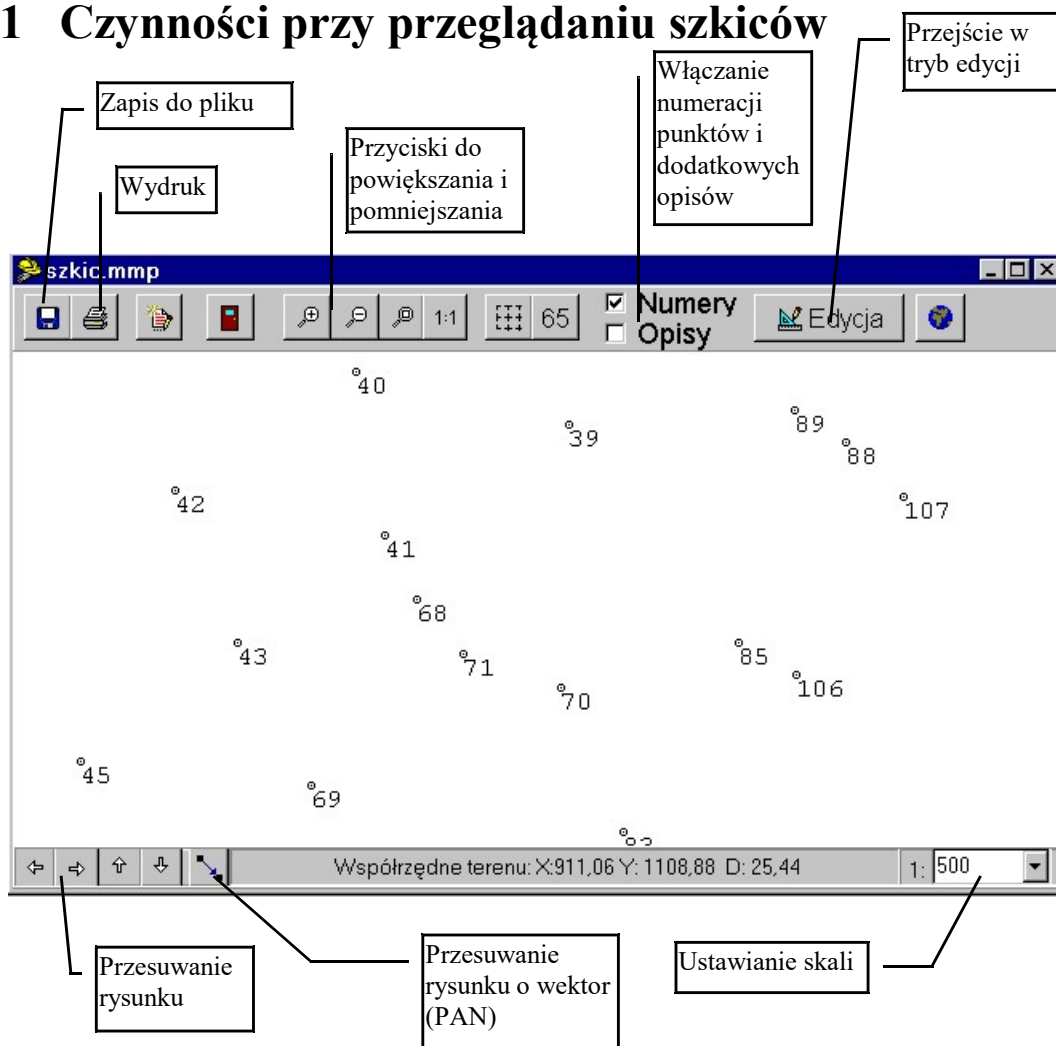 1 Czynności przy przeglądaniu szkiców
Przejście w
tryb edycji
Włączanie
numeracji
punktów i
dodatkowych
opisów
Zapis do pliku
Przyciski do
powiększania i
pomniejszania
Wydruk
szkic.mmp
1:1
65
Numery
Opisy
Edycja
40
39
89
88
42
107
41
68
43
71
85
70
106
45
69
Współrzędne terenu: X:911,06 Y: 1108,88 D: 25,44
1: 500
Przesuwanie
rysunku
Przesuwanie
rysunku o wektor
(PAN)
Ustawianie skali